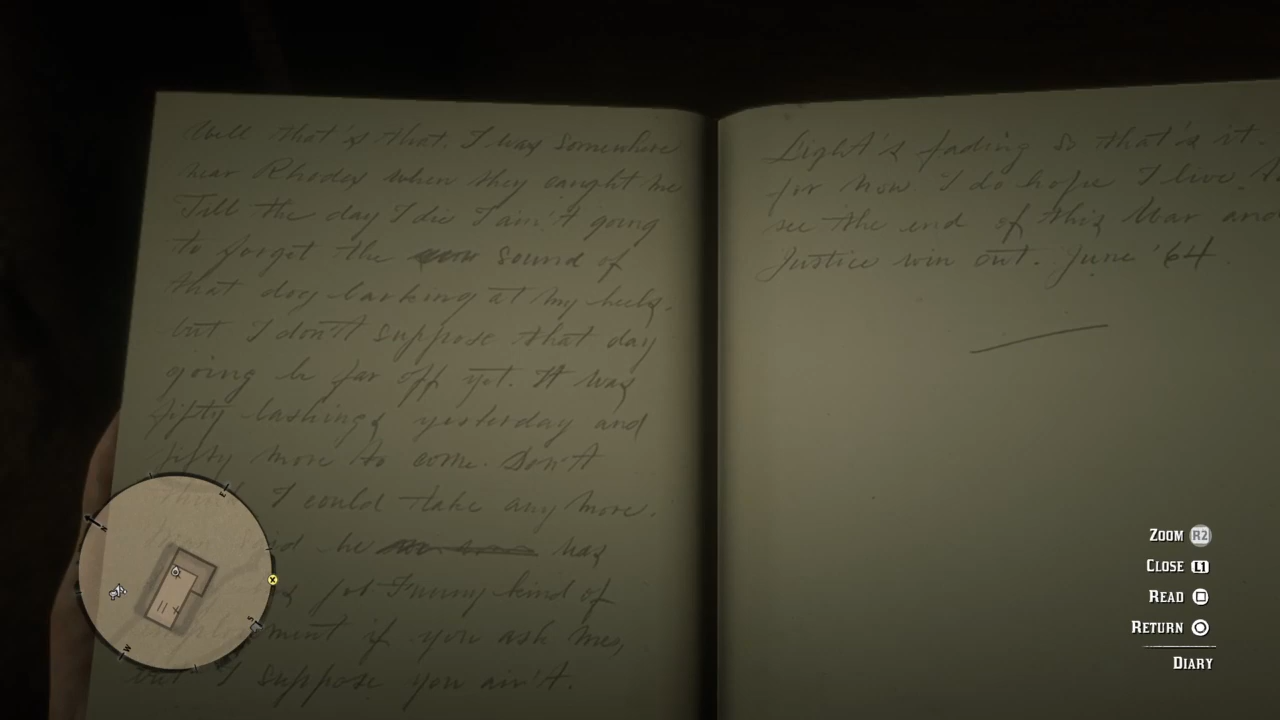 Well that's that. I was somewhere
near Rhodes when they caught me
Till the day I die I ain't going
to forget the sound of
that dog barking at my heels.
but I don't suppose that day
going be far off yet. It was
fifty lashings yesterday and
fifty more to come. Don't
I could take any more.
he has
for. Funny kind of
if you ask me,
but I suppose you ain't.
Light's fading so that's it.
for now I do hope I live
see the end of this War and
Justice win out. June '64.
ZOOM R2
CLOSE L1
READ
RETURN
DIARY